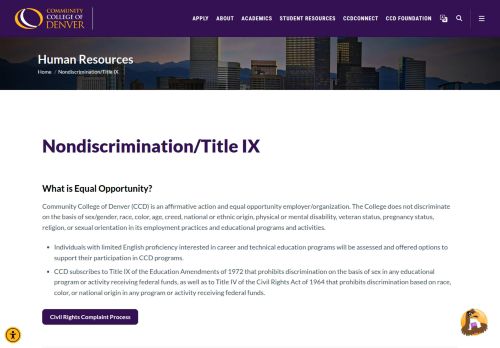 COMMUNITY
COLLEGE OF
DENVER
APPLY ABOUT ACADEMICS STUDENT RESOURCES CCDCONNECT CCD FOUNDATION
Human Resources
Home / Nondiscrimination/Title IX
Nondiscrimination/Title IX
What is Equal Opportunity?
Community College of Denver (CCD) is an affirmative action and equal opportunity employer/organization. The College does not discriminate
on the basis of sex/gender, race, color, age, creed, national or ethnic origin, physical or mental disability, veteran status, pregnancy status,
religion, or sexual orientation in its employment practices and educational programs and activities.
Individuals with limited English proficiency interested in career and technical education programs will be assessed and offered options to
support their participation in CCD programs.
CCD subscribes to Title IX of the Education Amendments of 1972 that prohibits discrimination on the basis of sex in any educational
program or activity receiving federal funds, as well as to Title IV of the Civil Rights Act of 1964 that prohibits discrimination based on race,
color, or national origin in any program or activity receiving federal funds.
Civil Rights Complaint Process